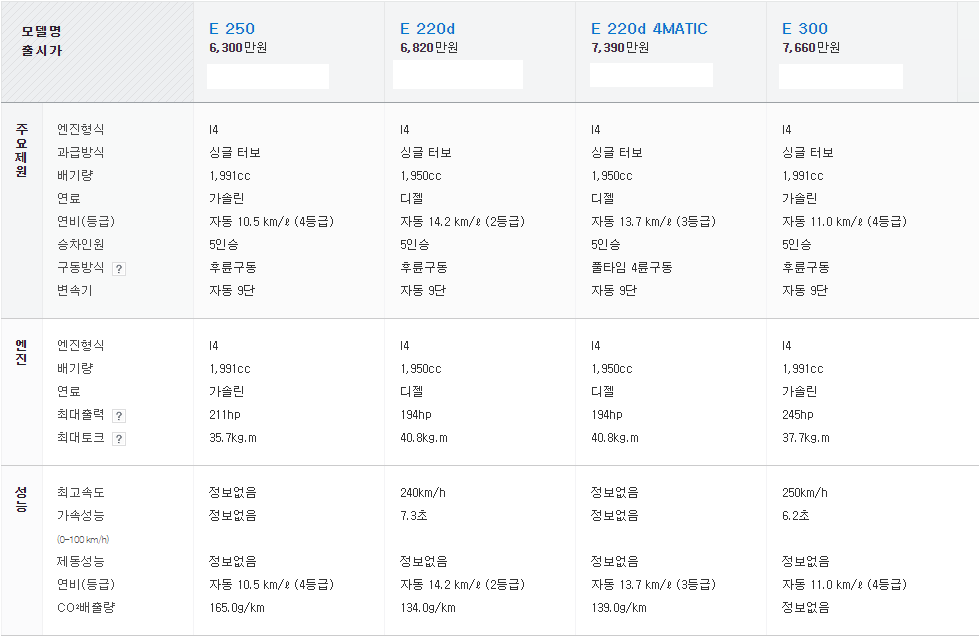 모델명 E 250 E 220d E 220d 4MATIC E 300
출시가 6,300만원 6,820만원 7,390만원 7,660만원
주요제원
엔진형식 I4 I4 I4 I4
과급방식 싱글 터보 싱글 터보 싱글 터보 싱글 터보
배기량 1,991cc 1,950cc 1,950cc 1,991cc
연료 가솔린 디젤 디젤 가솔린
연비(등급) 자동 10.5 km/ℓ (4등급) 자동 14.2 km/ℓ (2등급) 자동 13.7 km/ℓ (3등급) 자동 11.0 km/ℓ (4등급)
승차인원 5인승 5인승 5인승 5인승
구동방식 ? 후륜구동 후륜구동 풀타임 4륜구동 후륜구동
변속기 자동 9단 자동 9단 자동 9단 자동 9단
엔진
엔진형식 I4 I4 I4 I4
배기량 1,991cc 1,950cc 1,950cc 1,991cc
연료 가솔린 디젤 디젤 가솔린
최대출력 ? 211hp 194hp 194hp 245hp
최대토크 ? 35.7kg.m 40.8kg.m 40.8kg.m 37.7kg.m
성능
최고속도 정보없음 240km/h 정보없음 250km/h
가속성능 정보없음 7.3초 정보없음 6.2초
(0-100 km/h)
제동성능 정보없음 정보없음 정보없음 정보없음
연비(등급) 자동 10.5 km/ℓ (4등급) 자동 14.2 km/ℓ (2등급) 자동 13.7 km/ℓ (3등급) 자동 11.0 km/ℓ (4등급)
CO²배출량 165.0g/km 134.0g/km 139.0g/km 정보없음